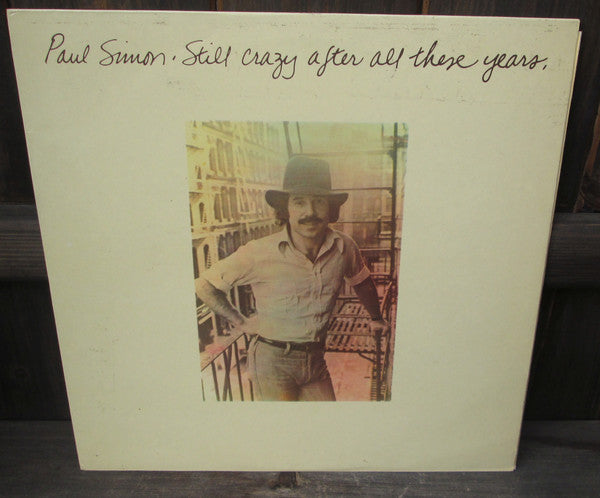 Paul Simon · Still crazy after all these years.